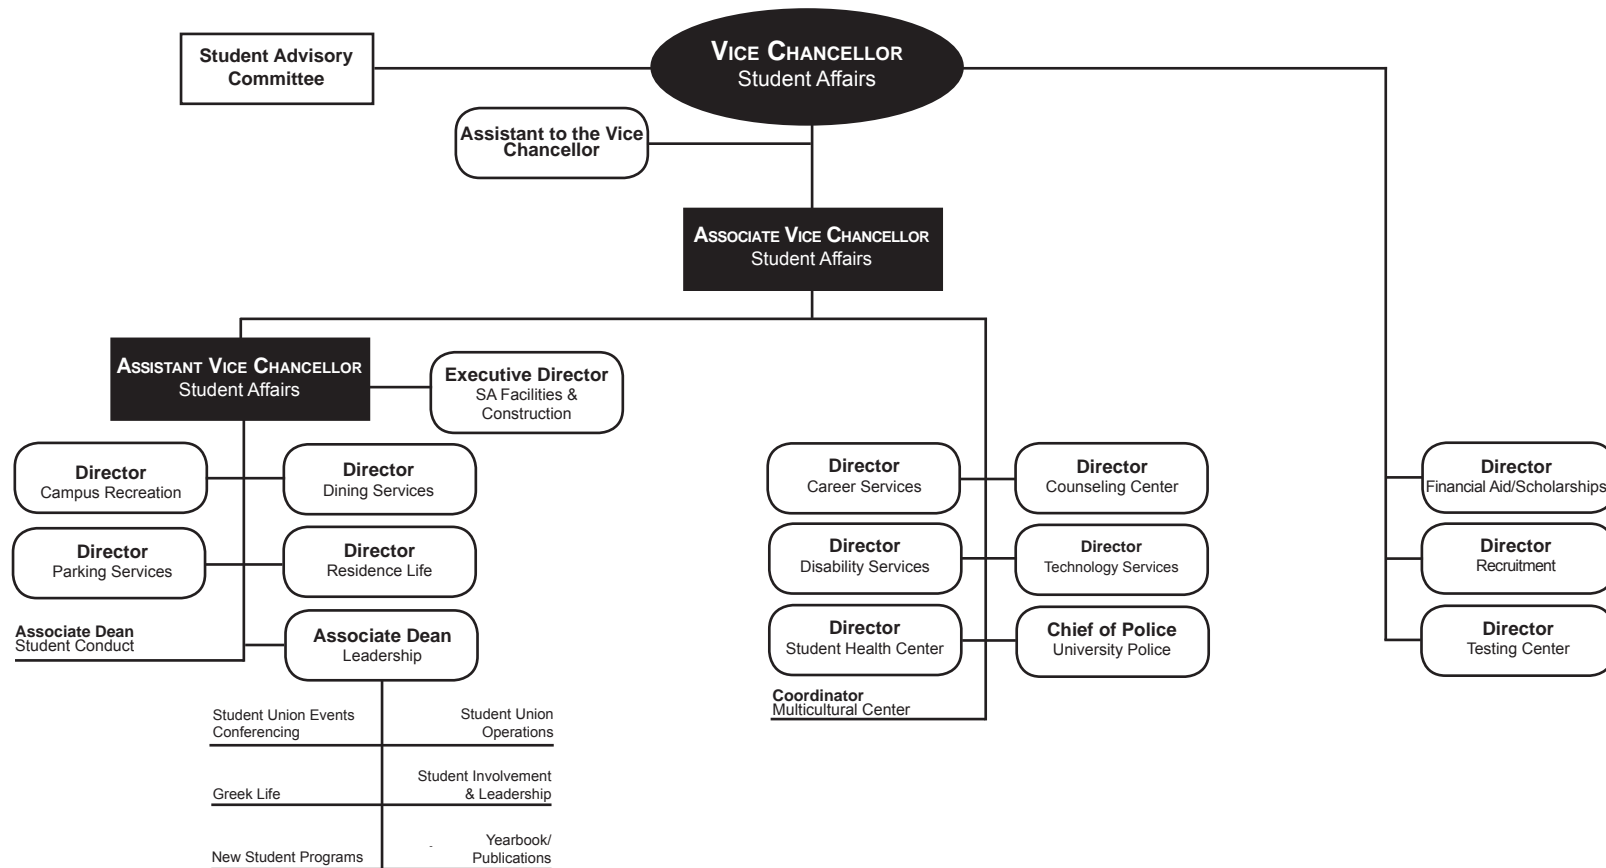 Student Advisory
Committee
VICE CHANCELLOR
Student Affairs
Assistant to the Vice
Chancellor
ASSOCIATE VICE CHANCELLOR
Student Affairs
ASSISTANT VICE CHANCELLOR
Student Affairs
Executive Director
SA Facilities &
Construction
Director
Campus Recreation
Director
Dining Services
Director
Parking Services
Director
Residence Life
Associate Dean
Student Conduct
Associate Dean
Leadership
Student Union Events
Conferencing
Student Union
Operations
Greek Life
Student Involvement
& Leadership
New Student Programs
Yearbook/
Publications
Director
Career Services
Director
Counseling Center
Director
Disability Services
Director
Technology Services
Director
Student Health Center
Chief of Police
University Police
Coordinator
Multicultural Center
Director
Financial Aid/Scholarships
Director
Recruitment
Director
Testing Center